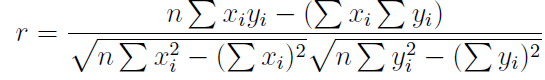 r = \frac{n \sum x_i y_i - (\sum x_i \sum y_i)}{\sqrt{n \sum x_i^2 - (\sum x_i)^2} \sqrt{n \sum y_i^2 - (\sum y_i)^2}}